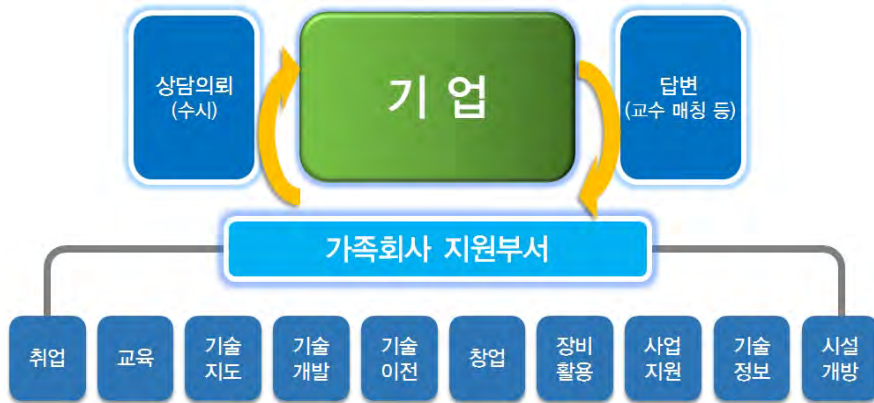 상담의뢰
(수시)
기 업
답변
(교수 매칭 등)
가족회사 지원부서
취업
교육
기술
지도
기술
개발
기술
이전
창업
장비
활용
사업
지원
기술
정보
시설
개방